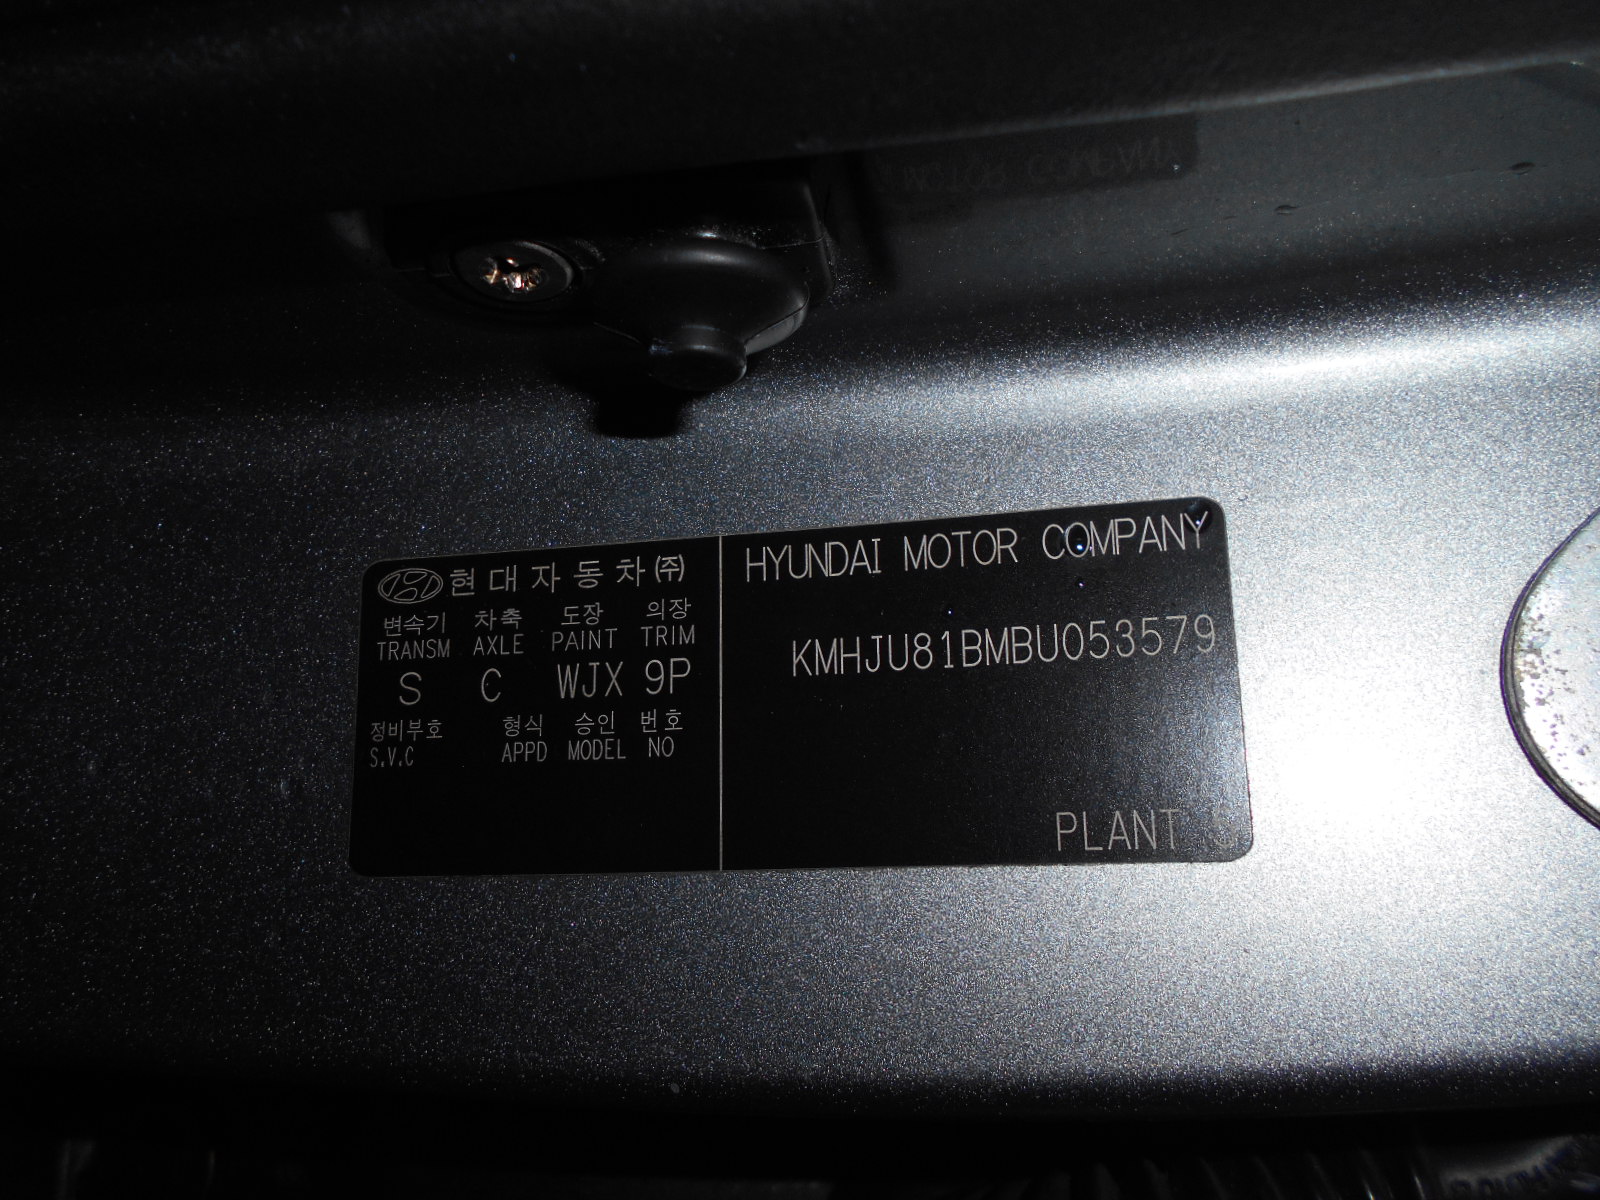 현대자동차㈜
변속기 차축 도장 의장
TRANSM AXLE PAINT TRIM
S C WJX 9P
정비부호 형식 승인 번호
S.V.C APPD MODEL NO
HYUNDAI MOTOR COMPANY
KMHJU81BMBU053579
PLANT